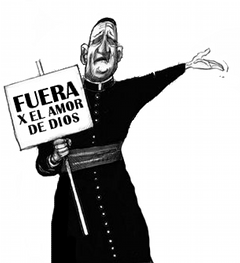 FUERA
X EL AMOR
DE DIOS